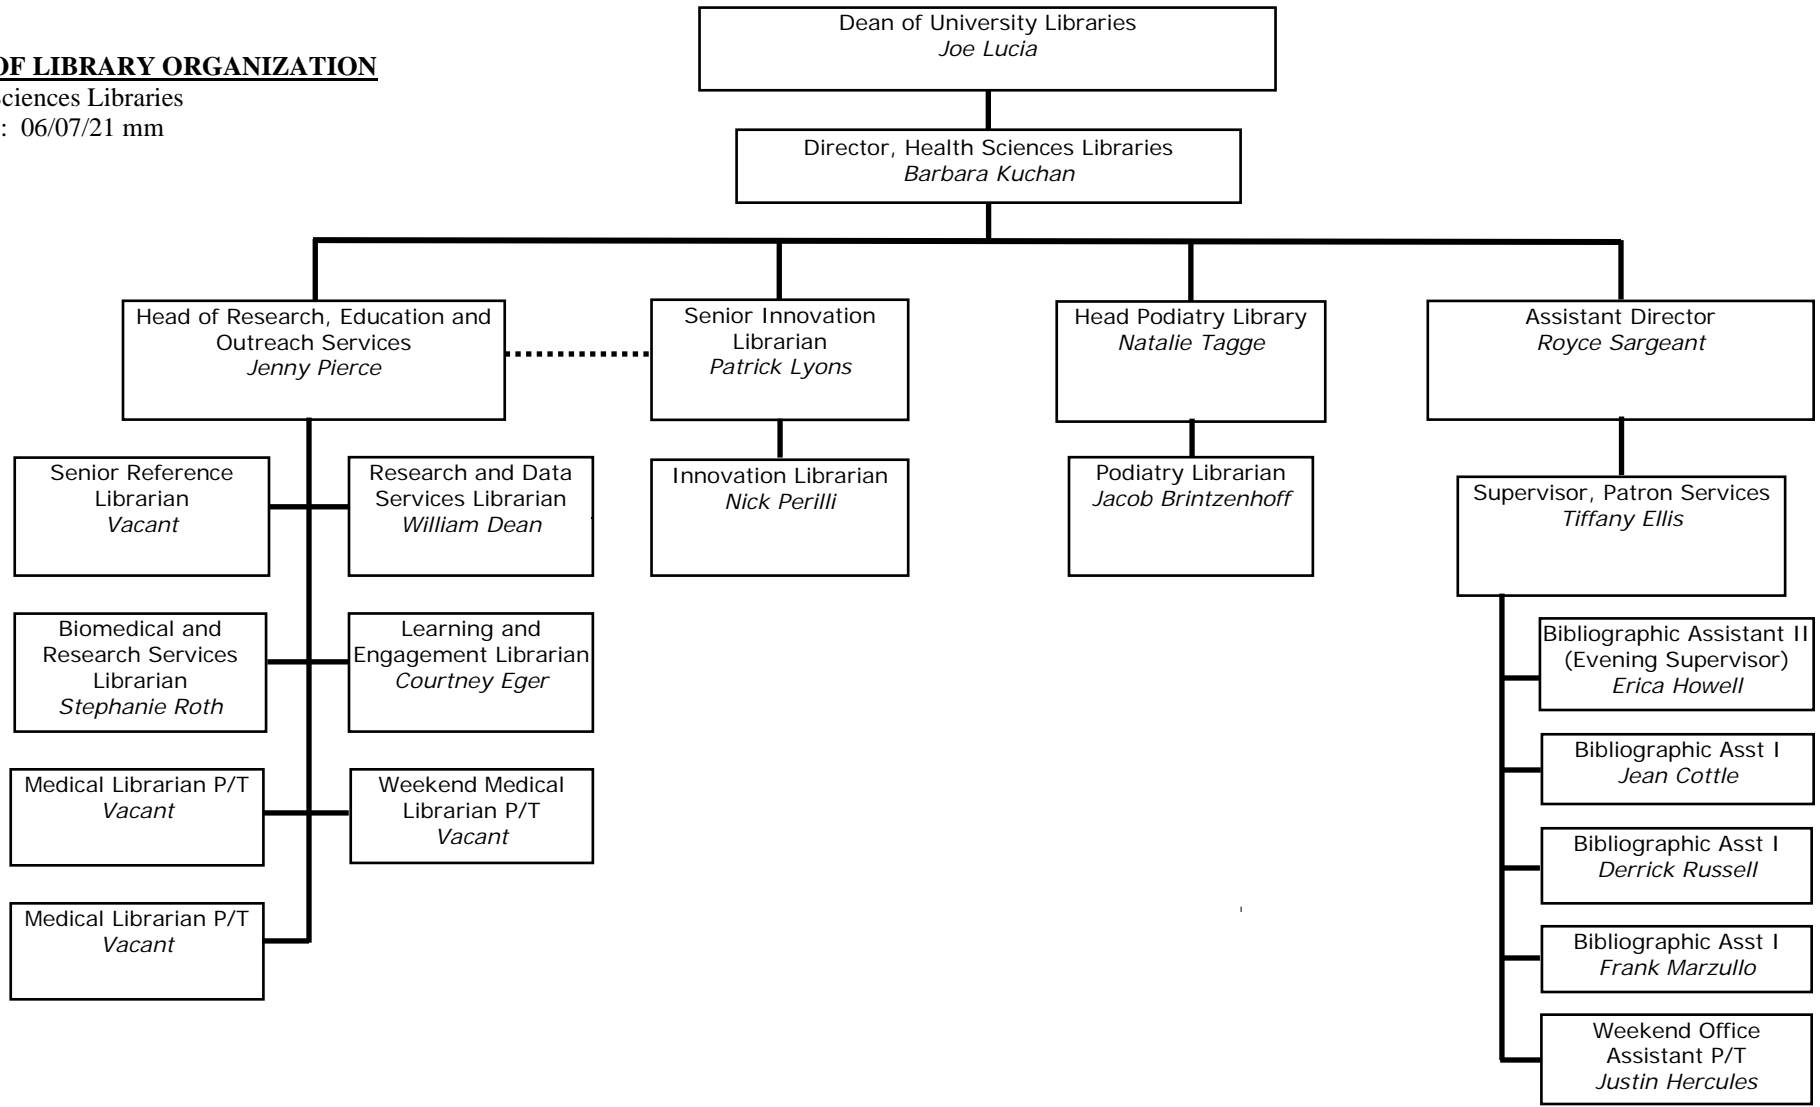 Dean of University Libraries
Joe Lucia
OF LIBRARY ORGANIZATION
Sciences Libraries
: 06/07/21 mm
Director, Health Sciences Libraries
Barbara Kuchan
Head of Research, Education and
Outreach Services
Jenny Pierce
Senior Innovation
Librarian
Patrick Lyons
Head Podiatry Library
Natalie Tagge
Assistant Director
Royce Sargeant
Senior Reference
Librarian
Vacant
Research and Data
Services Librarian
William Dean
Innovation Librarian
Nick Perilli
Podiatry Librarian
Jacob Brintzenhoff
Supervisor, Patron Services
Tiffany Ellis
Biomedical and
Research Services
Librarian
Stephanie Roth
Learning and
Engagement Librarian
Courtney Eger
Bibliographic Assistant II
(Evening Supervisor)
Erica Howell
Medical Librarian P/T
Vacant
Weekend Medical
Librarian P/T
Vacant
Bibliographic Asst I
Jean Cottle
Bibliographic Asst I
Derrick Russell
Medical Librarian P/T
Vacant
Bibliographic Asst I
Frank Marzullo
Weekend Office
Assistant P/T
Justin Hercules